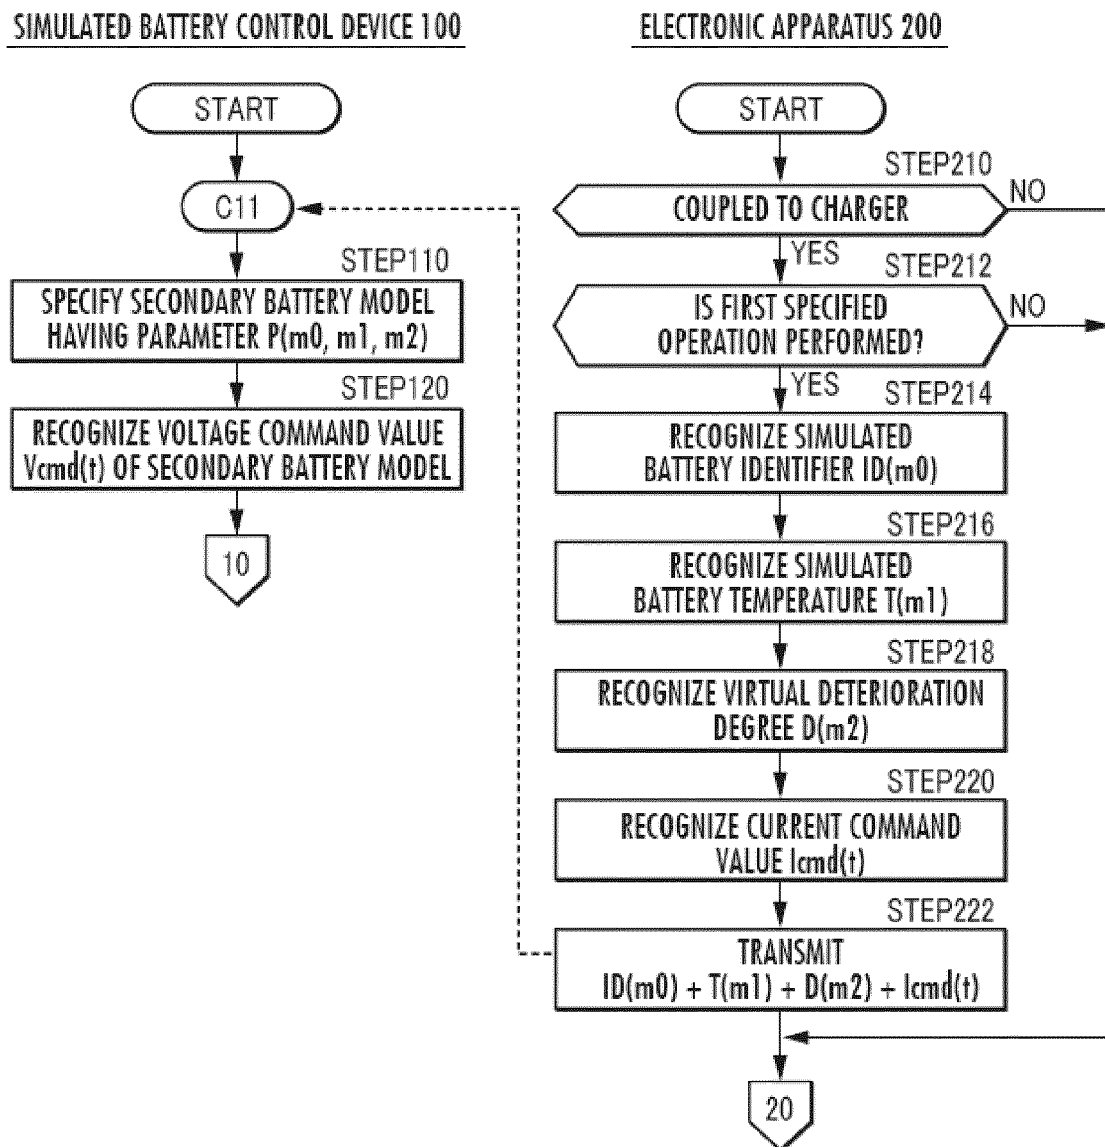 SIMULATED BATTERY CONTROL DEVICE 100
START
C11
STEP110
SPECIFY SECONDARY BATTERY MODEL
HAVING PARAMETER P(m0, m1, m2)
STEP120
RECOGNIZE VOLTAGE COMMAND VALUE
Vcmd(t) OF SECONDARY BATTERY MODEL
10
ELECTRONIC APPARATUS 200
START
STEP210
COUPLED TO CHARGER
NO
YES
STEP212
IS FIRST SPECIFIED
OPERATION PERFORMED?
NO
YES
STEP214
RECOGNIZE SIMULATED
BATTERY IDENTIFIER ID(m0)
STEP216
RECOGNIZE SIMULATED
BATTERY TEMPERATURE T(m1)
STEP218
RECOGNIZE VIRTUAL DETERIORATION
DEGREE D(m2)
STEP220
RECOGNIZE CURRENT COMMAND
VALUE Icmd(t)
STEP222
TRANSMIT
ID(m0) + T(m1) + D(m2) + Icmd(t)
20